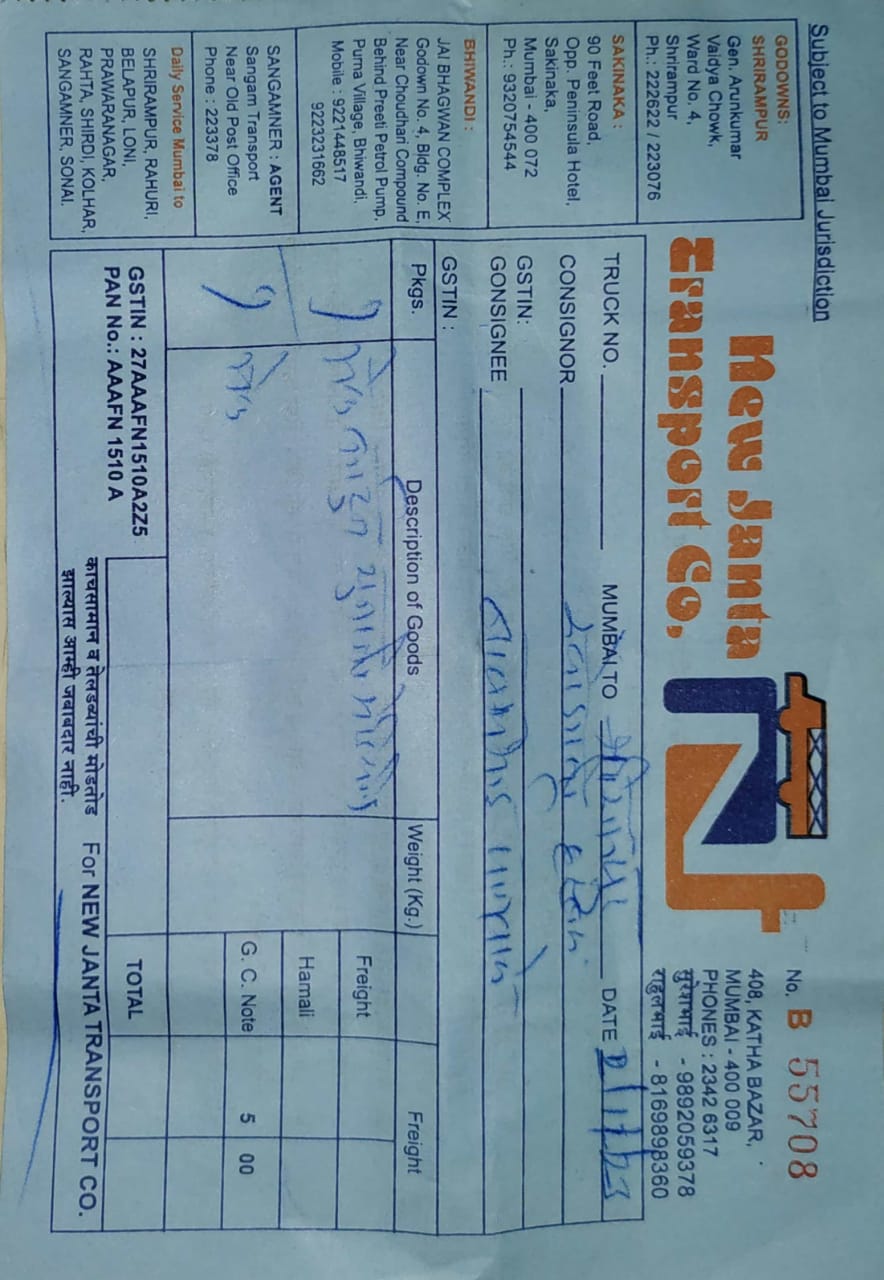 Subject to Mumbai Jurisdiction
GODOWNS:
SHRIRAMPUR
Gen. Arunkumar
Vaidya Chowk,
Ward No. 4,
Shrirampur
Ph.: 222622 / 223076
SAKINAKA :
90 Feet Road,
Opp. Peninsula Hotel,
Sakinaka,
Mumbai - 400 072
Ph.: 9320754544
BHIWANDI :
JAI BHAGWAN COMPLEX
Godown No. 4, Bldg. No. E,
Near Choudhari Compound
Behind Preeti Petrol Pump,
Purna Village, Bhiwandi.
Mobile : 9221448517
9223231662
SANGAMNER : AGENT
Sangam Transport
Near Old Post Office
Phone : 223378
Daily Service Mumbai to
SHRIRAMPUR, RAHURI,
BELAPUR, LONI,
PRAWARANAGAR,
RAHTA, SHIRDI, KOLHAR,
SANGAMNER, SONAI.
New Janta
Transport Co.
No. B 55708
408, KATHA BAZAR,
MUMBAI - 400 009
PHONES : 2342 6317
सुरेशभाई - 9892059378
राहुलभाई - 8169898360
TRUCK NO. MUMBAI TO DATE
CONSIGNOR
GSTIN:
GONSIGNEE
GSTIN :
Pkgs. Description of Goods Weight (Kg.) Freight
Freight
Hamali
G. C. Note 5 00
TOTAL
GSTIN : 27AAAFN1510A2Z5
PAN No.: AAAFN 1510 A
काचसामान व तेलडब्यांची मोडतोड
झाल्यास आम्ही जबाबदार नाही.
For NEW JANTA TRANSPORT CO.